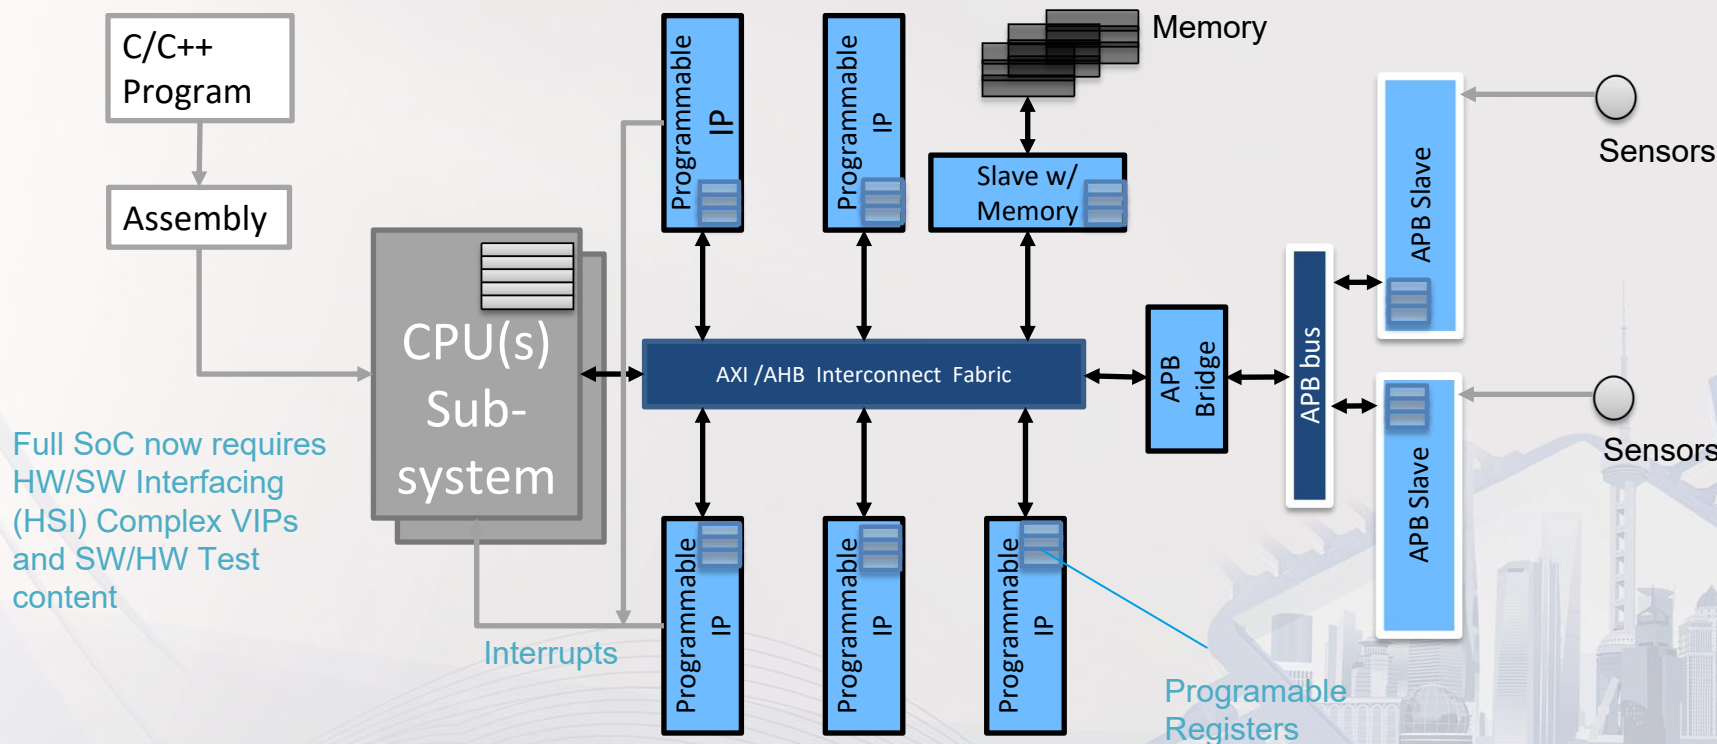 C/C++
Program
Assembly
CPU(s)
Sub-
system
Full SoC now requires
HW/SW Interfacing
(HSI) Complex VIPs
and SW/HW Test
content
Interrupts
Programmable
IP
Programmable
IP
Memory
Slave w/
Memory
AXI /AHB Interconnect Fabric
Programmable
IP
Programmable
IP
Programmable
IP
Programable
Registers
APB
Bridge
APB bus
APB Slave
Sensors
APB Slave
Sensors